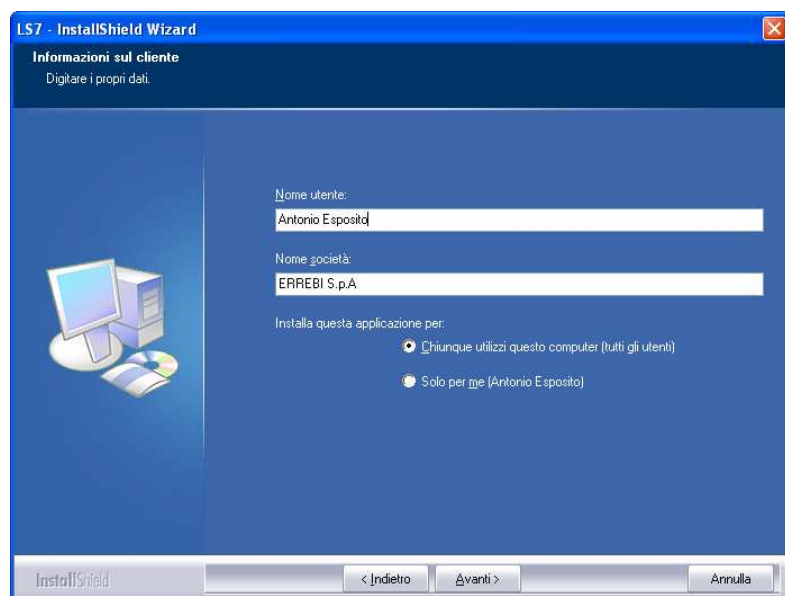 LS7 - InstallShield Wizard
Informazioni sul cliente
Digitare i propri dati.
Nome utente:
Antonio Esposito
Nome società:
ERREBI S.p.A
Installa questa applicazione per:
Chiunque utilizzi questo computer (tutti gli utenti)
Solo per me (Antonio Esposito)
InstallShield
< Indietro
Avanti >
Annulla